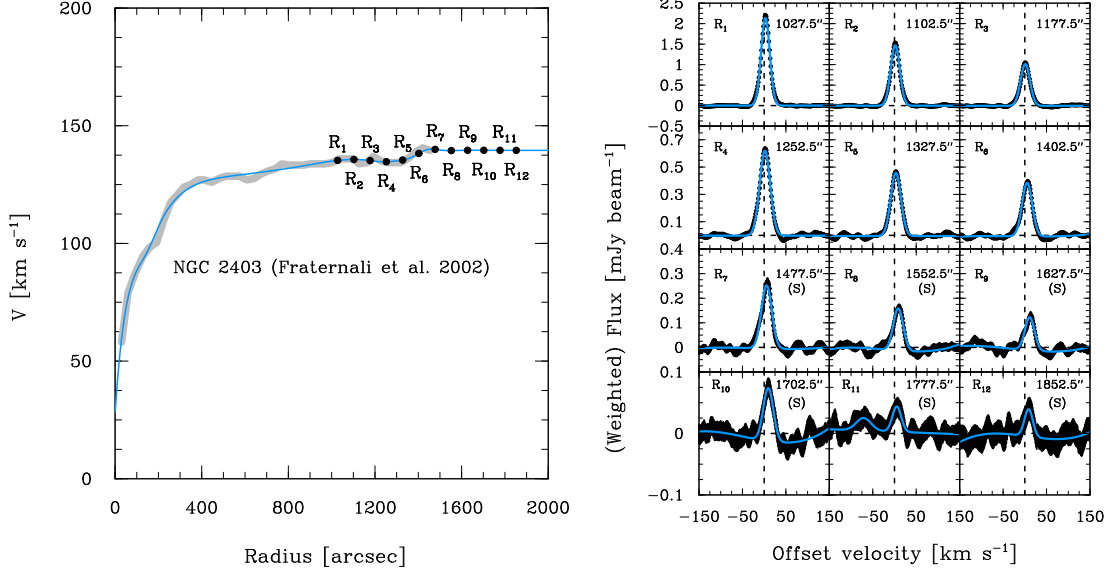 200
150
100
50
0
V [km s⁻¹]
R₁ R₃ R₅ R₇ R₉ R₁₁
R₂ R₄ R₆ R₈ R₁₀ R₁₂
NGC 2403 (Fraternali et al. 2002)
0 400 800 1200 1600 2000
Radius [arcsec]
(Weighted) Flux [mJy beam⁻¹]
2.5
2
1.5
1
0
−0.5
R₁ 1027.5″
R₂ 1102.5″
R₃ 1177.5″
0.5
0.7
0.5
0.3
0.1
0.4
R₄ 1252.5″
R₅ 1327.5″
R₆ 1402.5″
0.3
0.2
0.1
0
0.1
R₇ 1477.5″
(S)
R₈ 1552.5″
(S)
R₉ 1627.5″
(S)
0
−0.1
R₁₀ 1702.5″
(S)
R₁₁ 1777.5″
(S)
R₁₂ 1852.5″
(S)
−150 −50 50 150 −50 50 150 −50 50 150
Offset velocity [km s⁻¹]